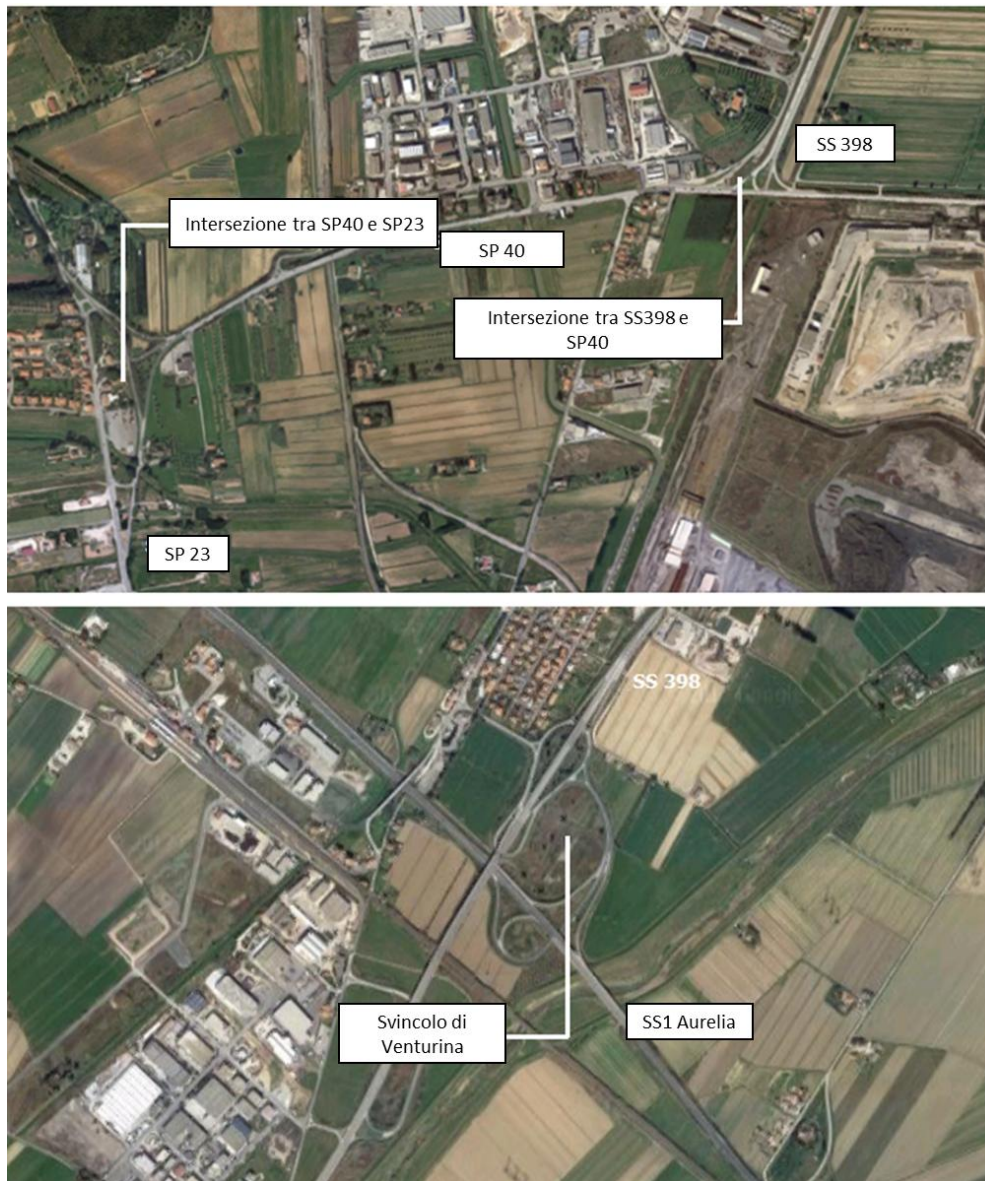 SS 398
Intersezione tra SP40 e SP23
SP 40
Intersezione tra SS398 e
SP40
SP 23
SS 398
Svincolo di
Venturina
SS1 Aurelia